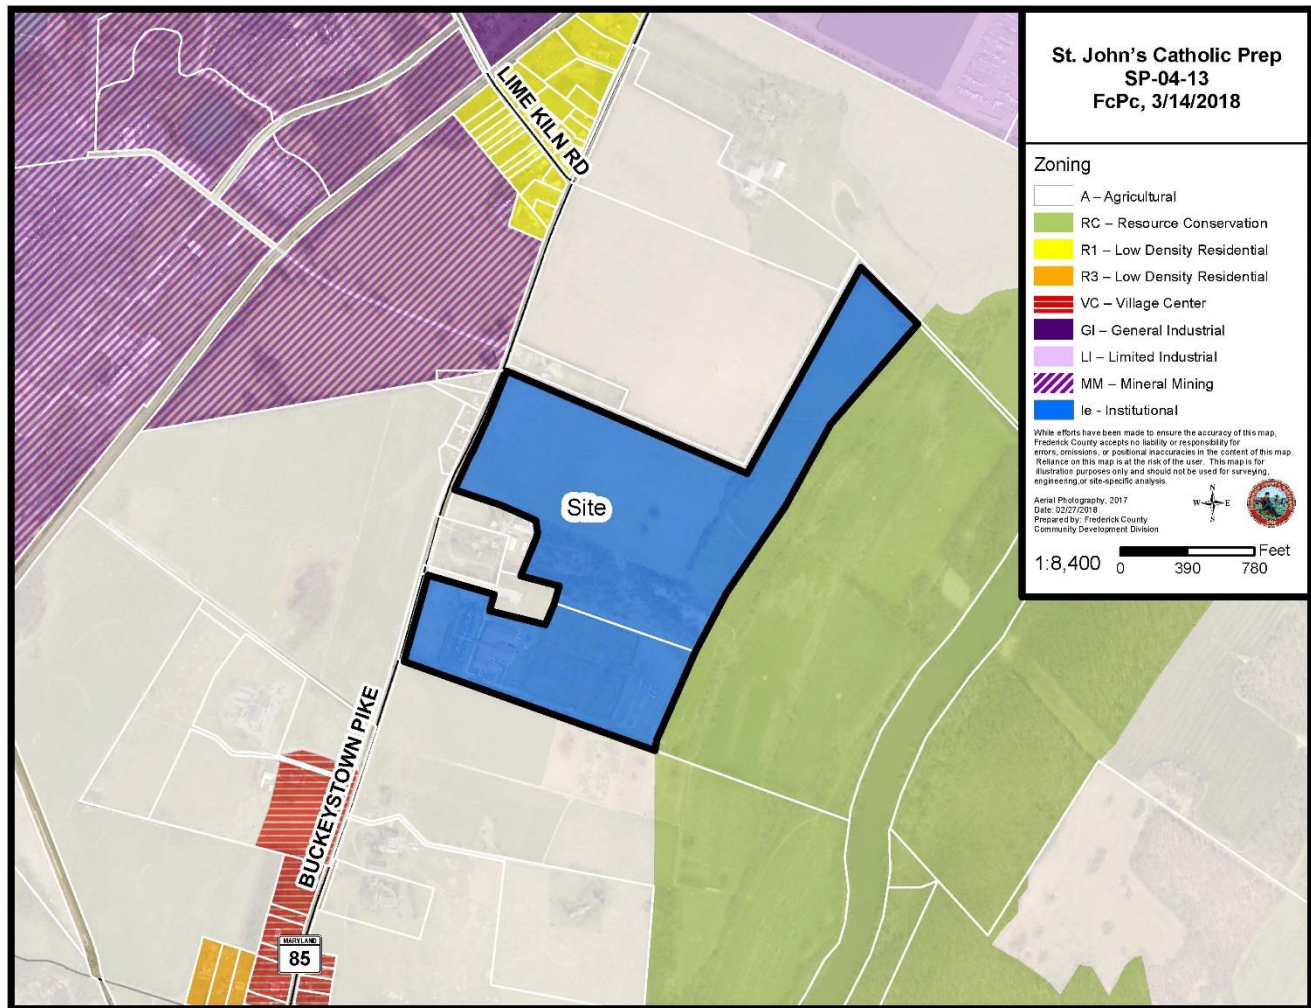 St. John's Catholic Prep
SP-04-13
FcPc, 3/14/2018
Zoning
A – Agricultural
RC – Resource Conservation
R1 – Low Density Residential
R3 – Low Density Residential
VC – Village Center
GI – General Industrial
LI – Limited Industrial
MM – Mineral Mining
Ie - Institutional
While efforts have been made to ensure the accuracy of this map,
Frederick County accepts no liability or responsibility for
errors, omissions, or positional inaccuracies in the content of this map.
Reliance on this map is at the risk of the user. This map is for
illustration purposes only and should not be used for surveying,
engineering,or site-specific analysis.
Aerial Photography, 2017
Date: 02/27/2018
Prepared by: Frederick County
Community Development Division
N
W
E
S
1:8,400
Feet
0 390 780
LIME KILN RD
Site
BUCKEYSTOWN PIKE
MARYLAND
85